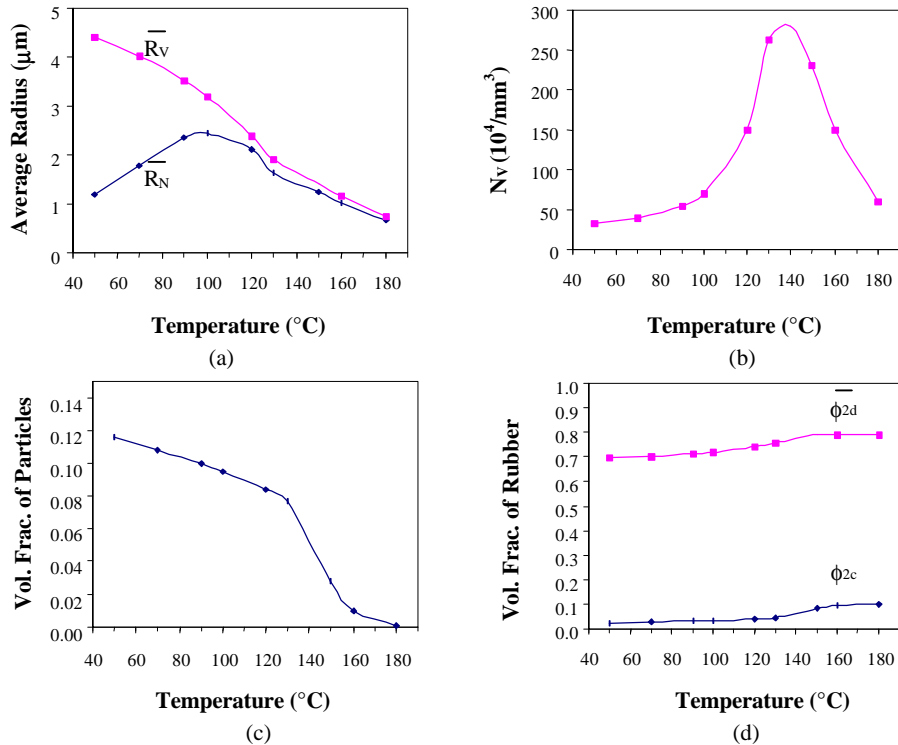 Average Radius (μm)
5
4
3
2
1
0
R̅V
R̅N
40 60 80 100 120 140 160 180
Temperature (°C)
(a)
Nv (10⁴/mm³)
300
250
200
150
100
50
0
40 60 80 100 120 140 160 180
Temperature (°C)
(b)
Vol. Frac. of Particles
0.14
0.12
0.10
0.08
0.06
0.04
0.02
0.00
40 60 80 100 120 140 160 180
Temperature (°C)
(c)
Vol. Frac. of Rubber
1.0
0.9
0.8
0.7
0.6
0.5
0.4
0.3
0.2
0.1
0.0
ϕ̅2d
ϕ2c
40 60 80 100 120 140 160 180
Temperature (°C)
(d)